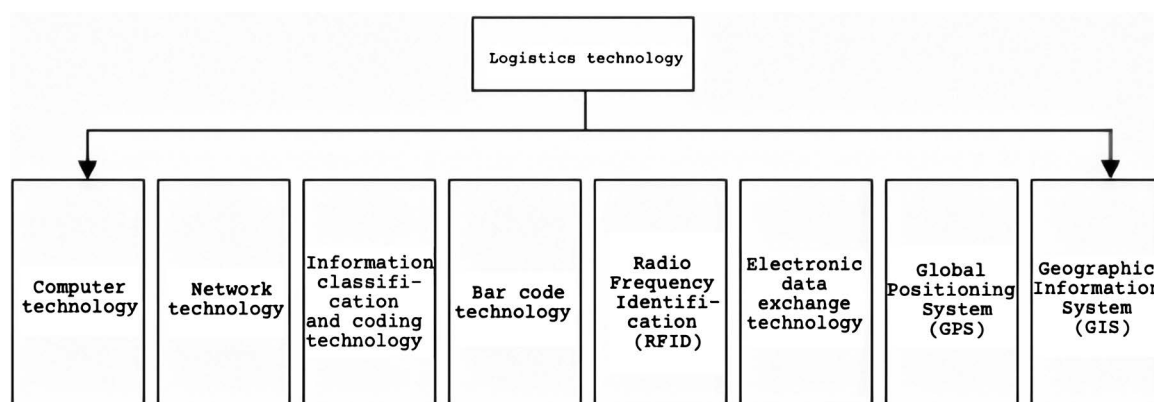 Logistics technology
Computer
technology
Network
technology
Information
classifi-
cation
and coding
technology
Bar code
technology
Radio
Frequency
Identifi-
cation
(RFID)
Electronic
data
exchange
technology
Global
Positioning
System
(GPS)
Geographic
Information
System
(GIS)